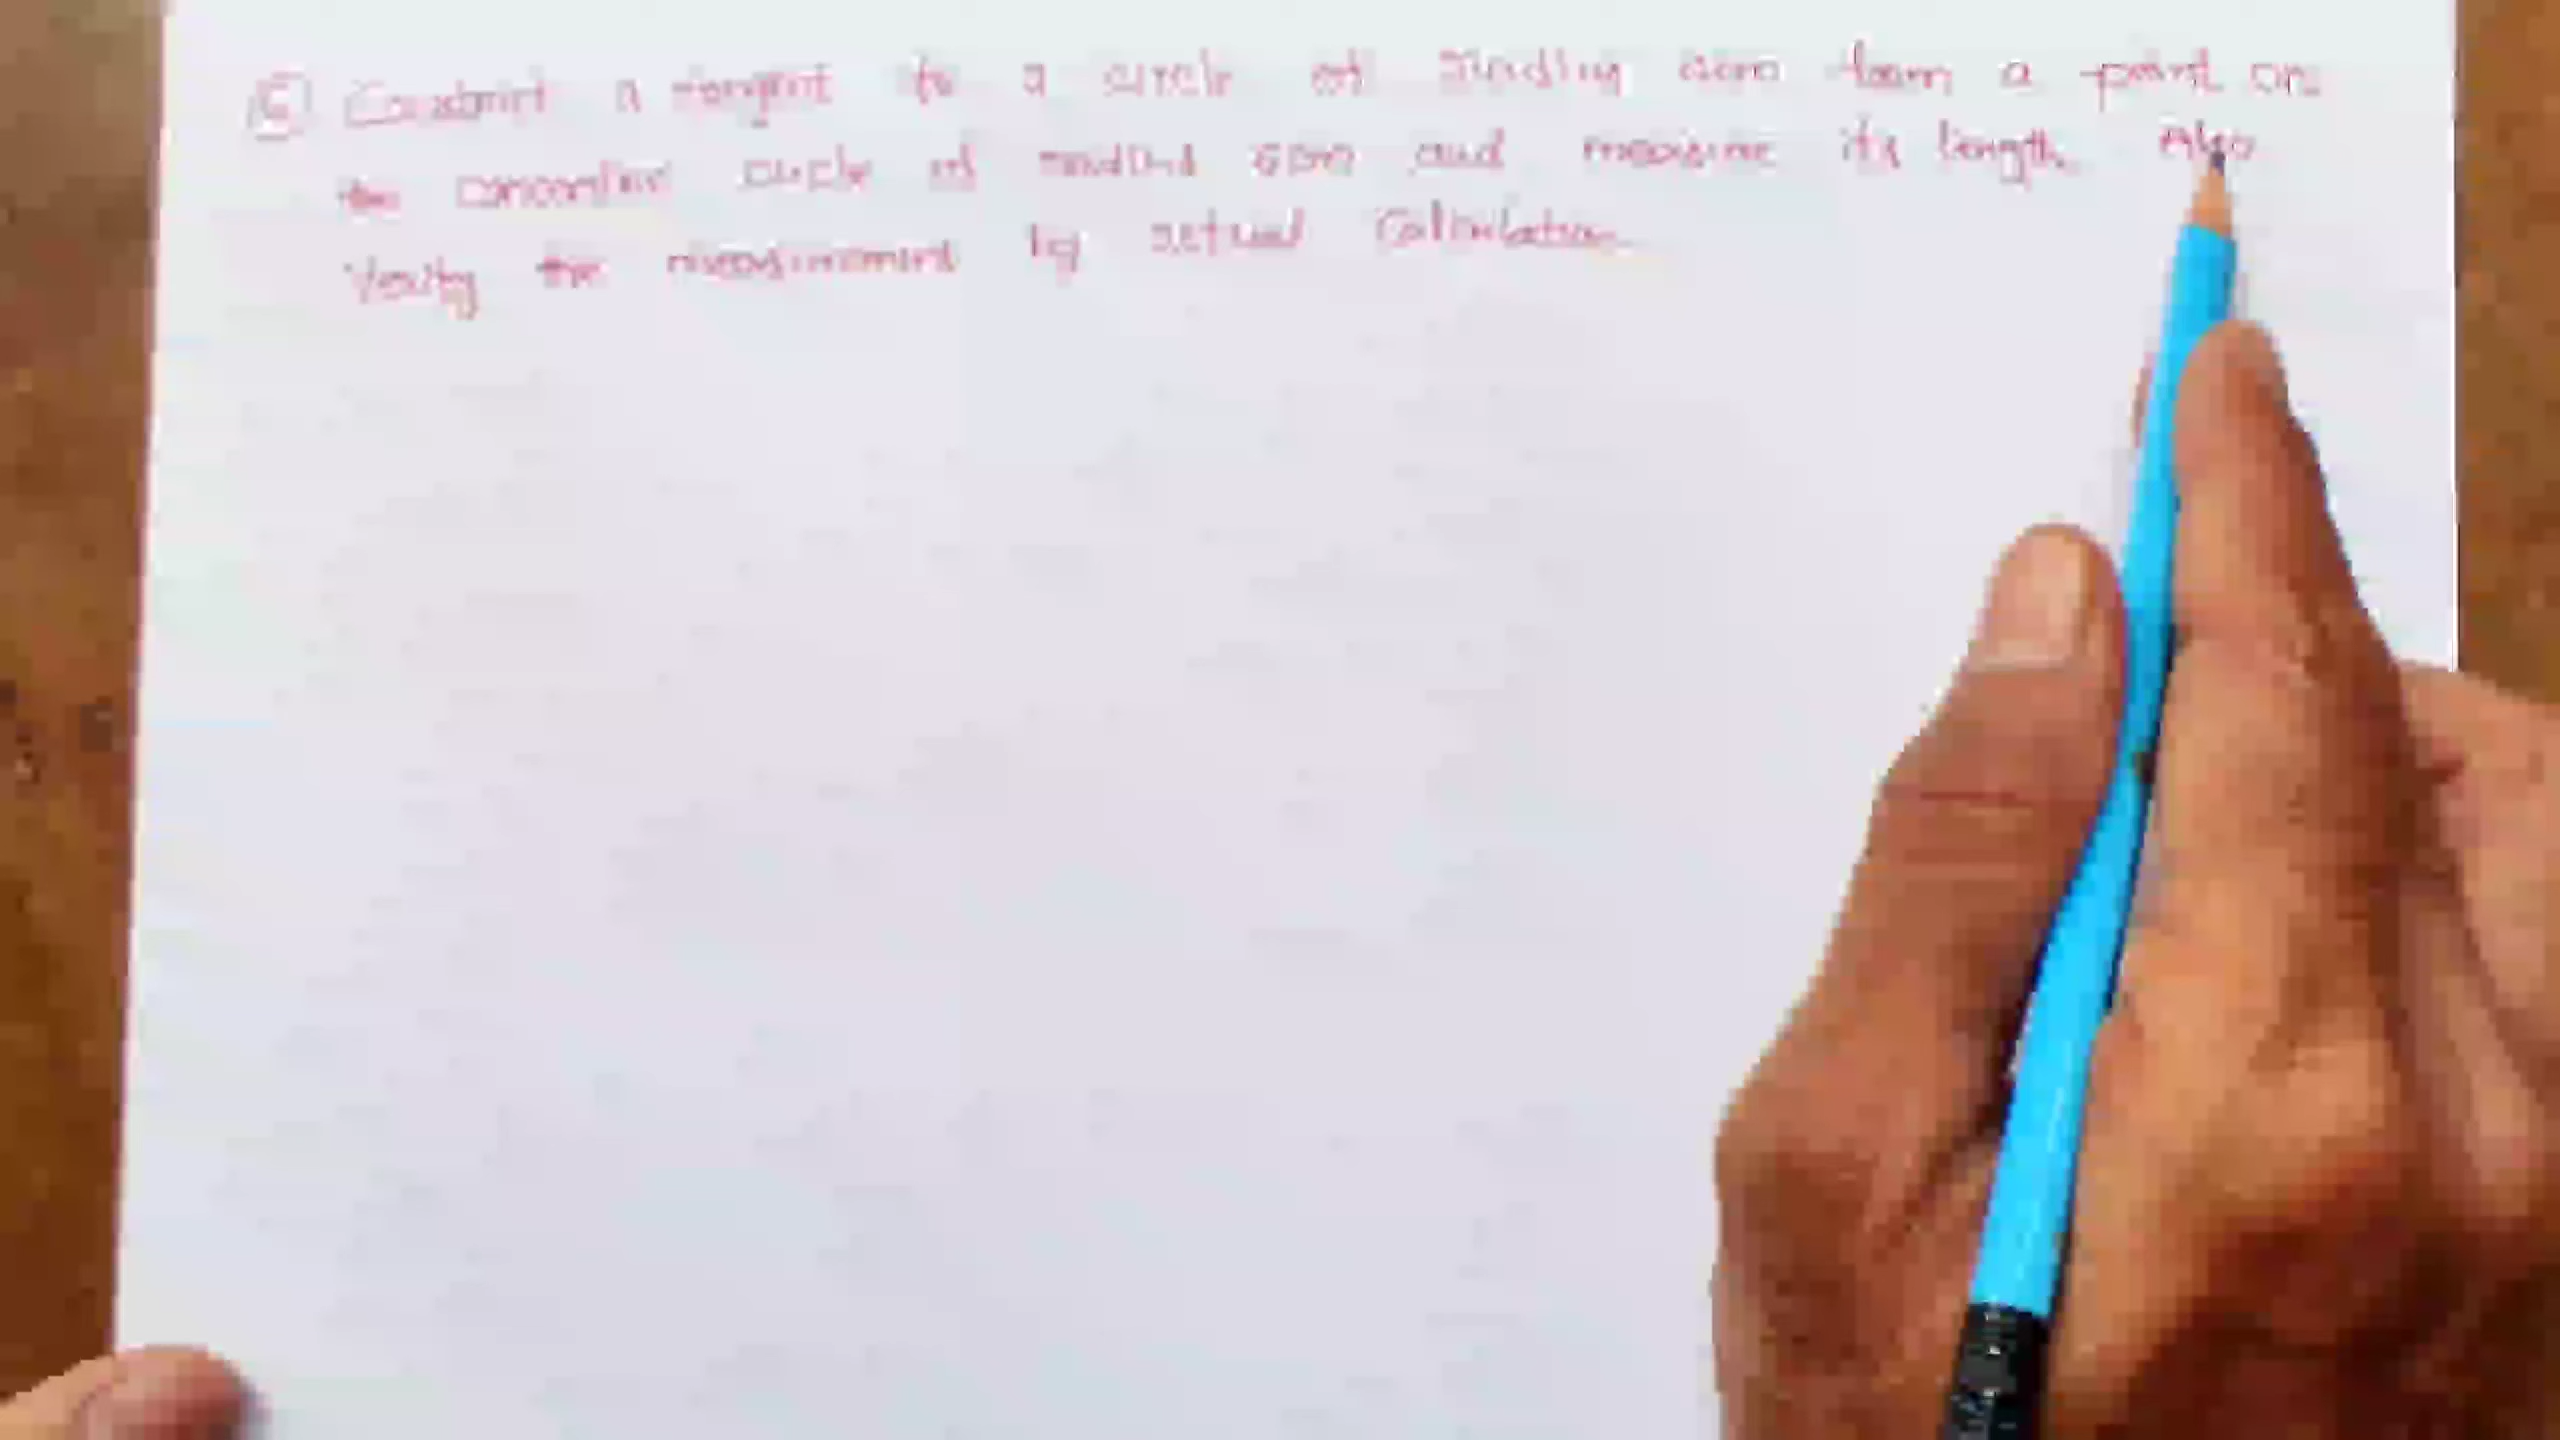 Construct a tangent to a circle of radius 4cm from a point on
the concentric circle of radius 6cm and measure its length. Also
Verify the measurement by actual Calculation.